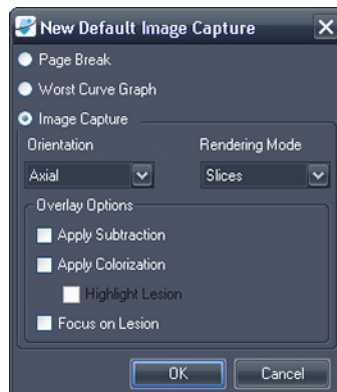 New Default Image Capture
Page Break
Worst Curve Graph
Image Capture
Orientation Rendering Mode
Axial Slices
Overlay Options
Apply Subtraction
Apply Colorization
Highlight Lesion
Focus on Lesion
OK Cancel